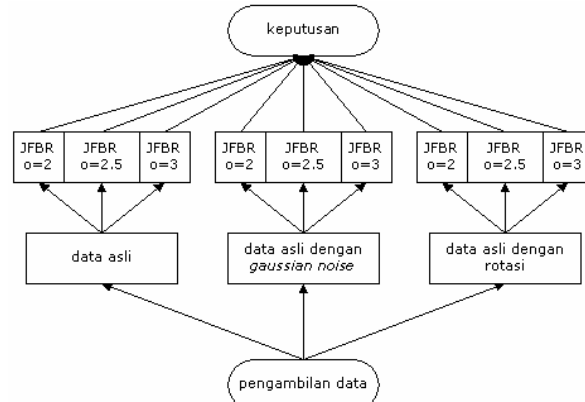 keputusan
JFBR JFBR JFBR JFBR JFBR JFBR JFBR JFBR JFBR
o=2 o=2.5 o=3 o=2 o=2.5 o=3 o=2 o=2.5 o=3
data asli
data asli dengan
gaussian noise
data asli dengan
rotasi
pengambilan data